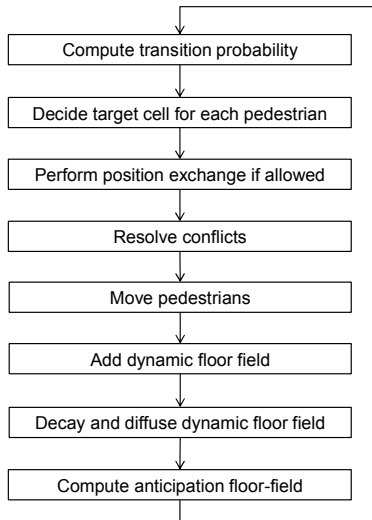 Compute transition probability
Decide target cell for each pedestrian
Perform position exchange if allowed
Resolve conflicts
Move pedestrians
Add dynamic floor field
Decay and diffuse dynamic floor field
Compute anticipation floor-field